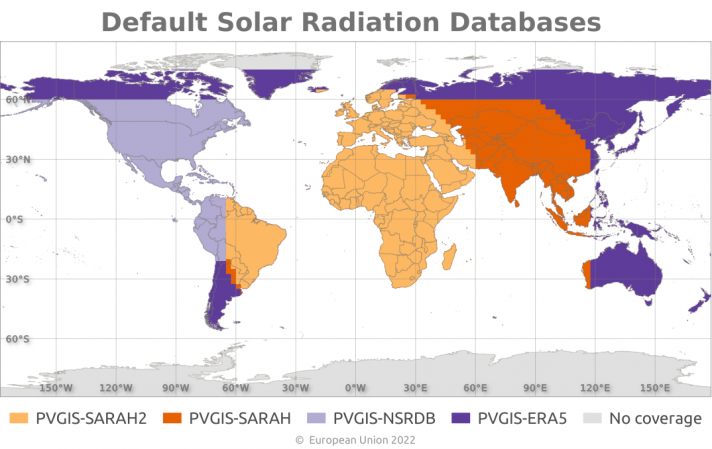 Default Solar Radiation Databases
60°N
30°N
0°S
30°S
60°S
150°W 120°W 90°W 60°W 30°W 0°W 30°E 60°E 90°E 120°E 150°E
PVGIS-SARAH2 PVGIS-SARAH PVGIS-NSRDB PVGIS-ERA5 No coverage
© European Union 2022